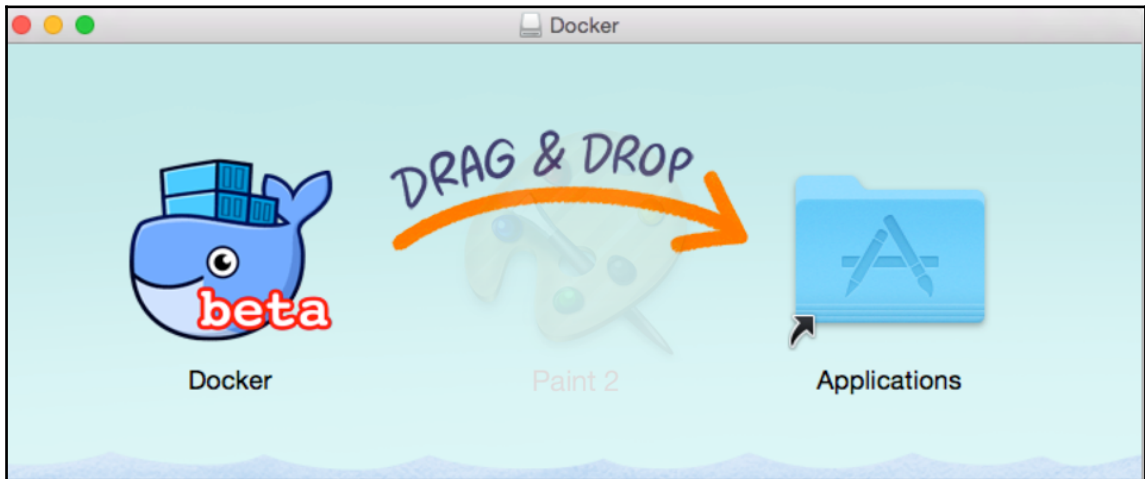 Docker
DRAG & DROP
beta
Docker
Paint 2
Applications